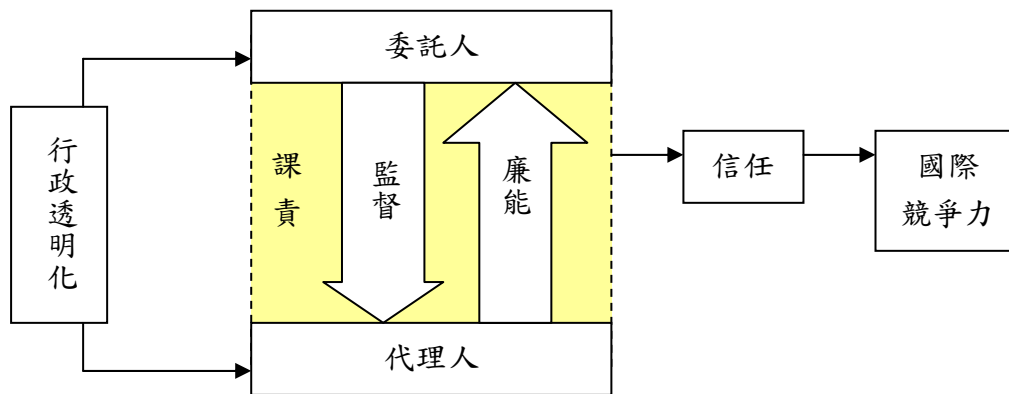 委託人
行政透明化
課責
監督
廉能
信任
國際
競爭力
代理人